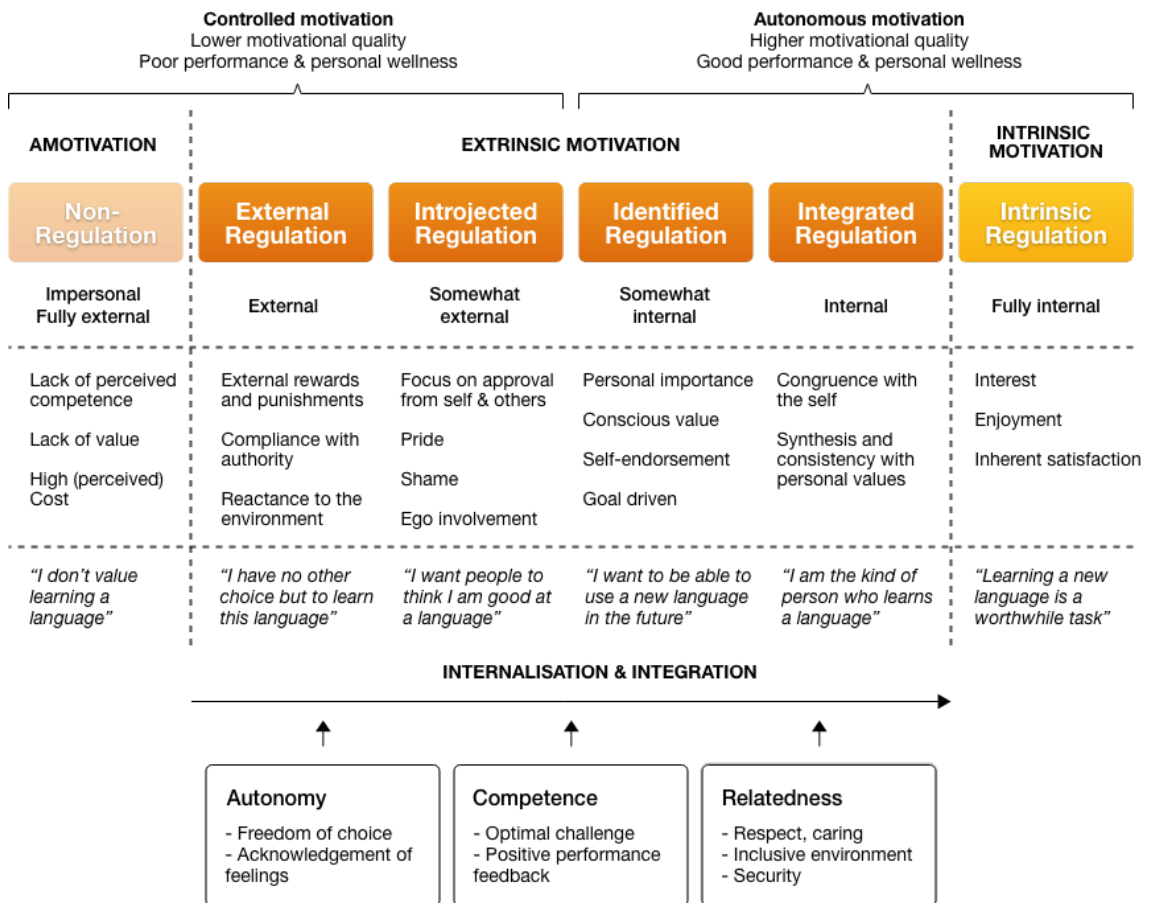 Controlled motivation
Lower motivational quality
Poor performance & personal wellness
Autonomous motivation
Higher motivational quality
Good performance & personal wellness
AMOTIVATION
EXTRINSIC MOTIVATION
INTRINSIC
MOTIVATION
Non-
Regulation
External
Regulation
Introjected
Regulation
Identified
Regulation
Integrated
Regulation
Intrinsic
Regulation
Impersonal
Fully external
External
Somewhat
external
Somewhat
internal
Internal
Fully internal
Lack of perceived
competence
Lack of value
High (perceived)
Cost
External rewards
and punishments
Compliance with
authority
Reactance to the
environment
Focus on approval
from self & others
Pride
Shame
Ego involvement
Personal importance
Conscious value
Self-endorsement
Goal driven
Congruence with
the self
Synthesis and
consistency with
personal values
Interest
Enjoyment
Inherent satisfaction
“I don’t value
learning a
language”
“I have no other
choice but to learn
this language”
“I want people to
think I am good at
a language”
“I want to be able to
use a new language
in the future”
“I am the kind of
person who learns
a language”
“Learning a new
language is a
worthwhile task”
INTERNALISATION & INTEGRATION
Autonomy
- Freedom of choice
- Acknowledgement of
feelings
Competence
- Optimal challenge
- Positive performance
feedback
Relatedness
- Respect, caring
- Inclusive environment
- Security